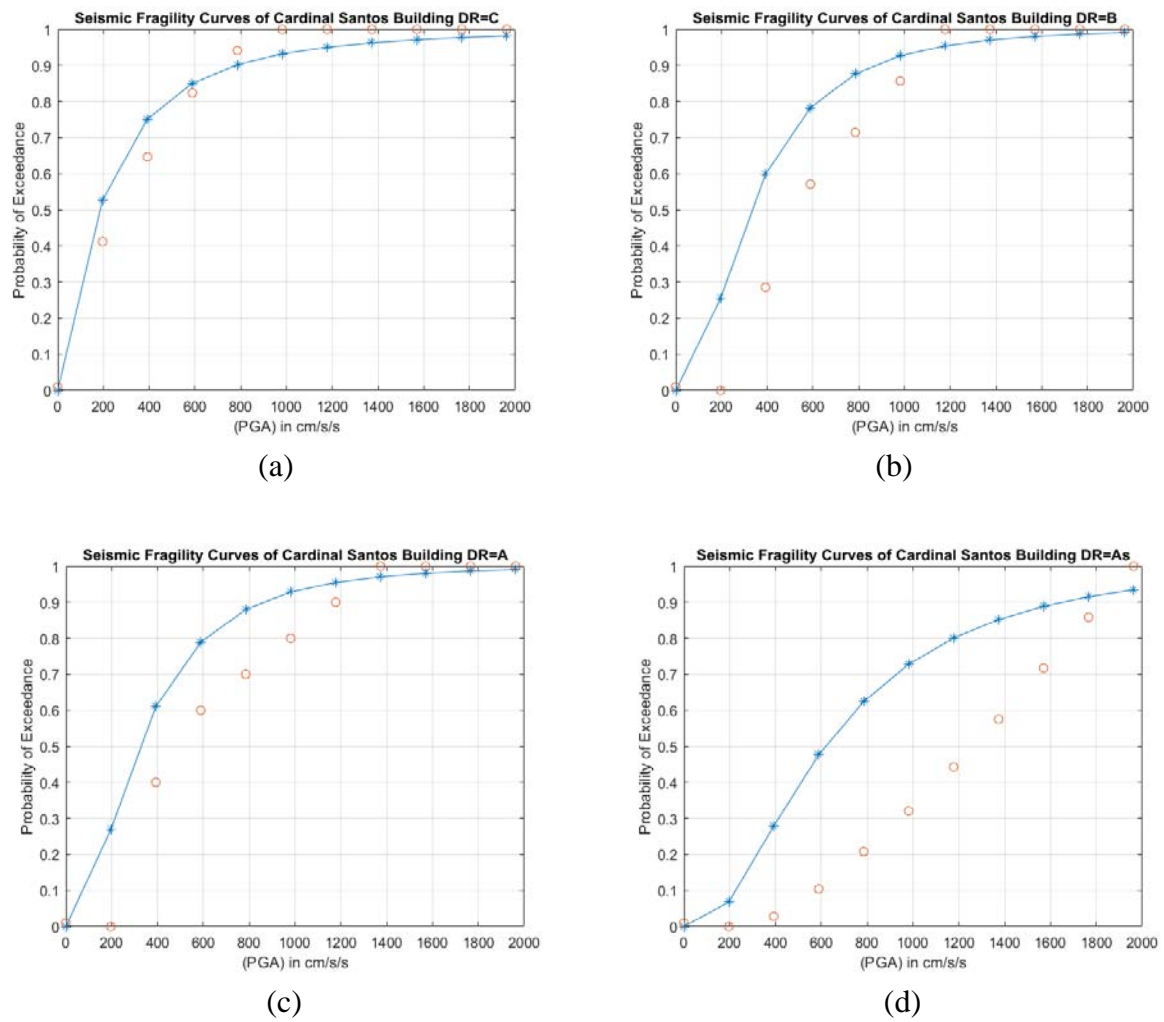 Seismic Fragility Curves of Cardinal Santos Building DR=C
Probability of Exceedance
1
0.9
0.8
0.7
0.6
0.5
0.4
0.3
0.2
0.1
0
0 200 400 600 800 1000 1200 1400 1600 1800 2000
(PGA) in cm/s/s
(a)
Seismic Fragility Curves of Cardinal Santos Building DR=B
Probability of Exceedance
1
0.9
0.8
0.7
0.6
0.5
0.4
0.3
0.2
0.1
0
0 200 400 600 800 1000 1200 1400 1600 1800 2000
(PGA) in cm/s/s
(b)
Seismic Fragility Curves of Cardinal Santos Building DR=A
Probability of Exceedance
1
0.9
0.8
0.7
0.6
0.5
0.4
0.3
0.2
0.1
0
0 200 400 600 800 1000 1200 1400 1600 1800 2000
(PGA) in cm/s/s
(c)
Seismic Fragility Curves of Cardinal Santos Building DR=As
Probability of Exceedance
1
0.9
0.8
0.7
0.6
0.5
0.4
0.3
0.2
0.1
0
0 200 400 600 800 1000 1200 1400 1600 1800 2000
(PGA) in cm/s/s
(d)